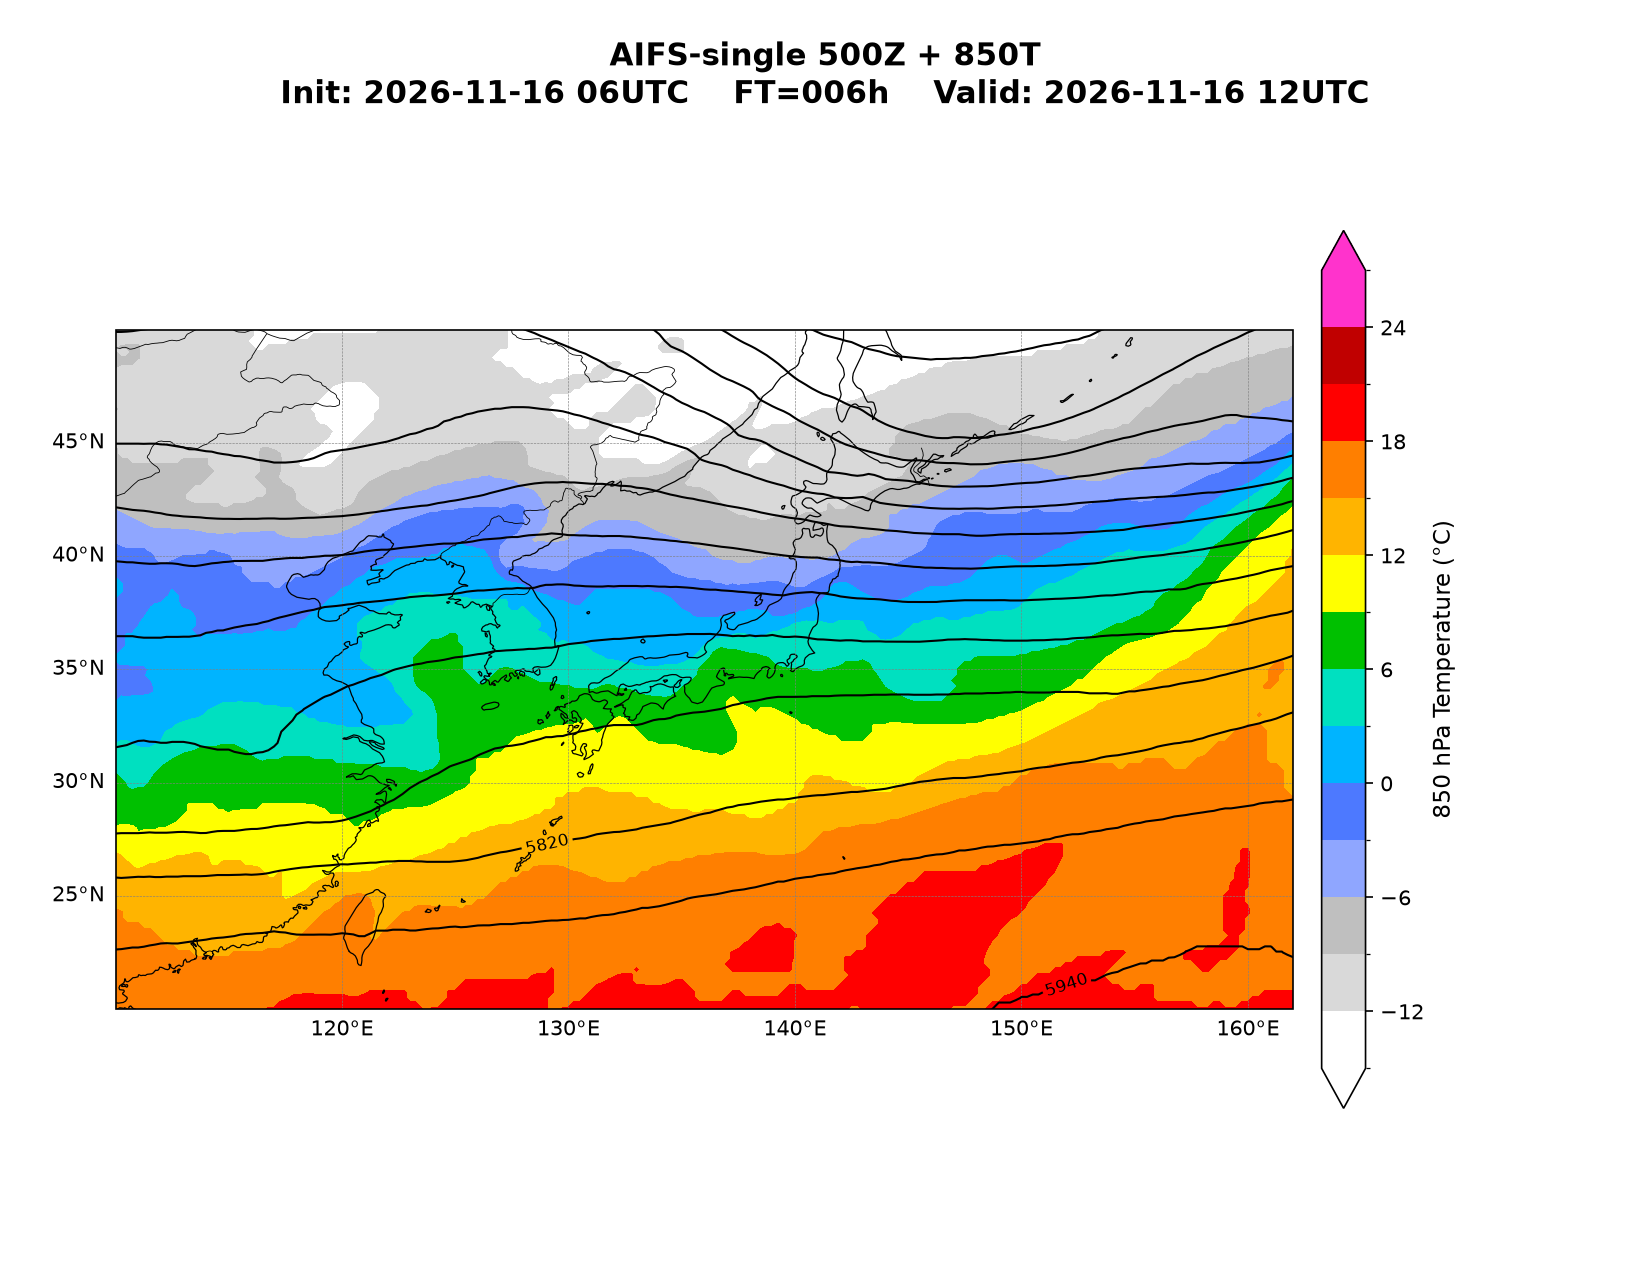 AIFS-single 500Z + 850T
Init: 2026-11-16 06UTC    FT=006h    Valid: 2026-11-16 12UTC
24
18
12
6
0
−6
−12
850 hPa Temperature (°C)
45°N
40°N
35°N
30°N
25°N
5820
5940
120°E
130°E
140°E
150°E
160°E